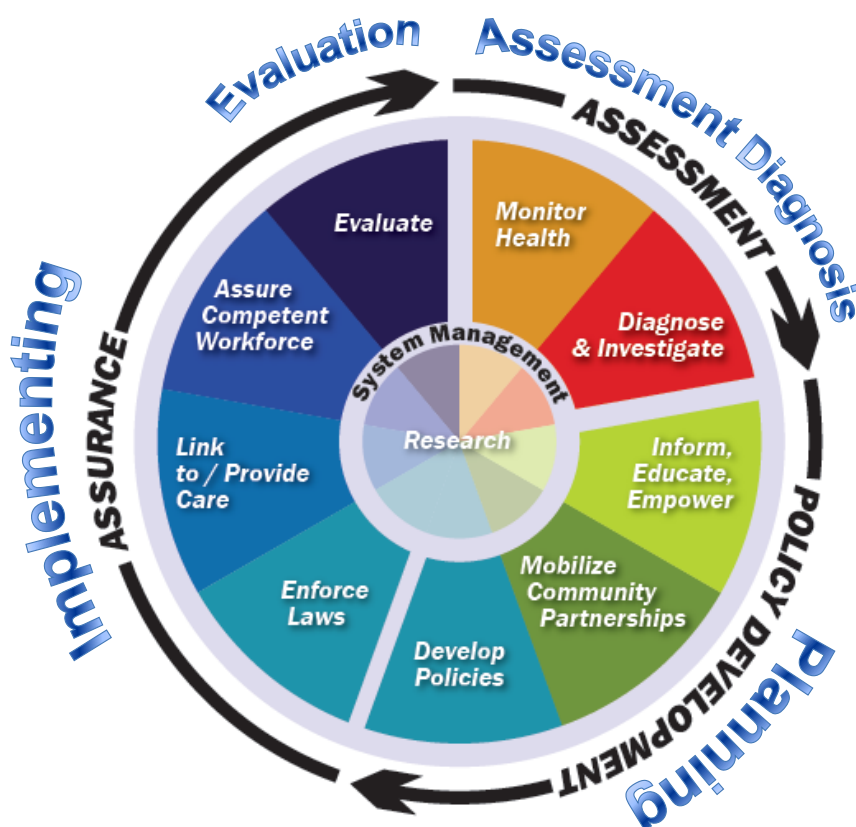 Evaluation
Assessment Diagnosis
ASSESSMENT
Evaluate
Monitor
Health
Assure
Competent
Workforce
Diagnose
& Investigate
System Management
Research
Implementing
ASSURANCE
Link
to / Provide
Care
Inform,
Educate,
Empower
Enforce
Laws
Mobilize
Community
Partnerships
Develop
Policies
POLICY DEVELOPMENT
Planning